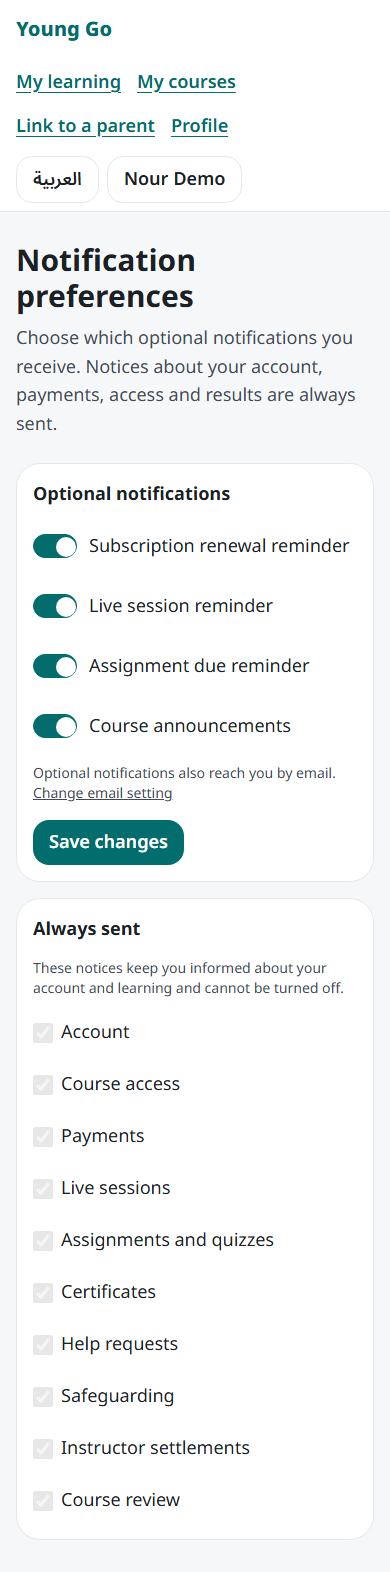 Young Go
My learning My courses
Link to a parent Profile
العربية Nour Demo
Notification
preferences
Choose which optional notifications you
receive. Notices about your account,
payments, access and results are always
sent.
Optional notifications
Subscription renewal reminder
Live session reminder
Assignment due reminder
Course announcements
Optional notifications also reach you by email.
Change email setting
Save changes
Always sent
These notices keep you informed about your
account and learning and cannot be turned off.
Account
Course access
Payments
Live sessions
Assignments and quizzes
Certificates
Help requests
Safeguarding
Instructor settlements
Course review